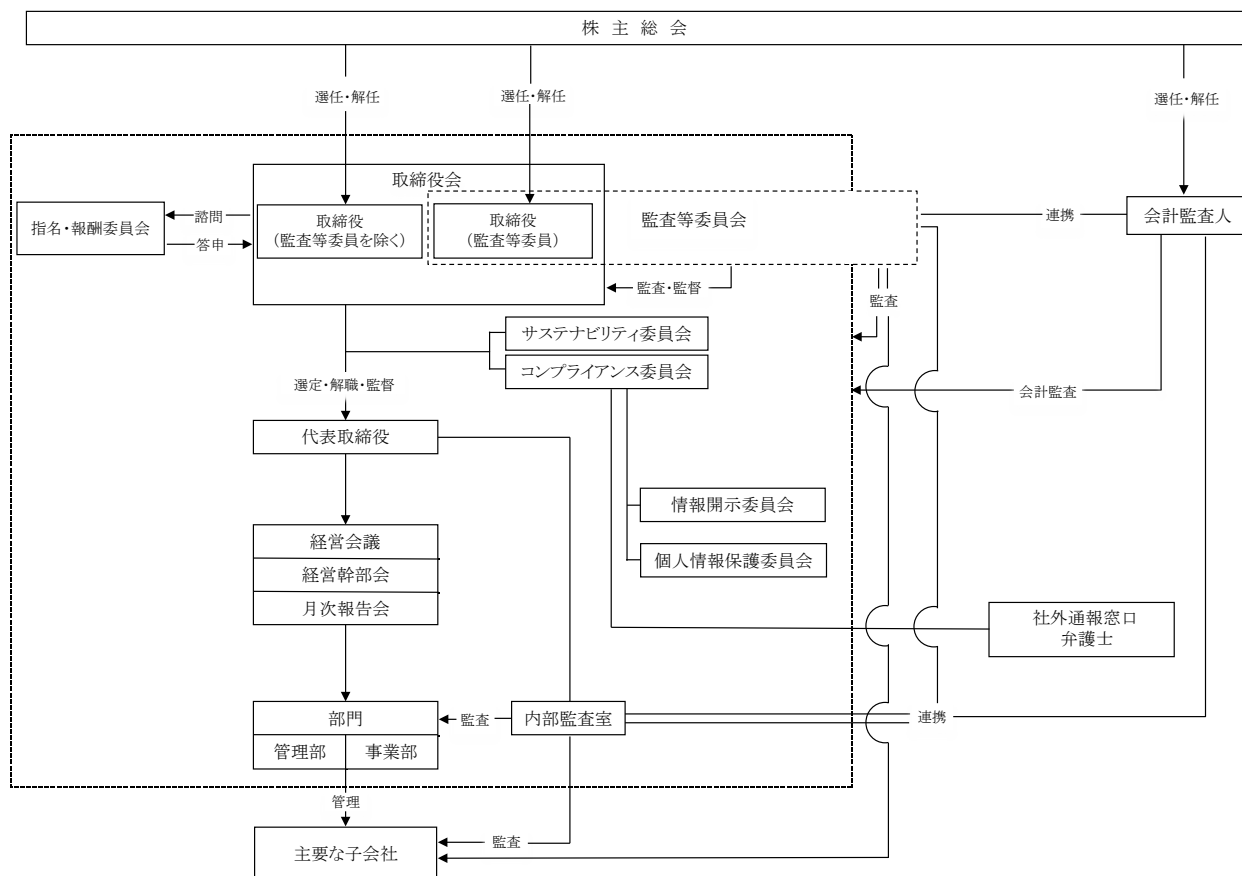 株主総会
選任・解任
選任・解任
選任・解任
取締役会
指名・報酬委員会
諮問
答申
取締役
(監査等委員を除く)
取締役
(監査等委員)
監査等委員会
連携
会計監査人
監査・監督
監査
サステナビリティ委員会
コンプライアンス委員会
選定・解職・監督
会計監査
代表取締役
情報開示委員会
経営会議
個人情報保護委員会
経営幹部会
月次報告会
社外通報窓口
弁護士
部門
監査
内部監査室
連携
管理部
事業部
管理
監査
主要な子会社